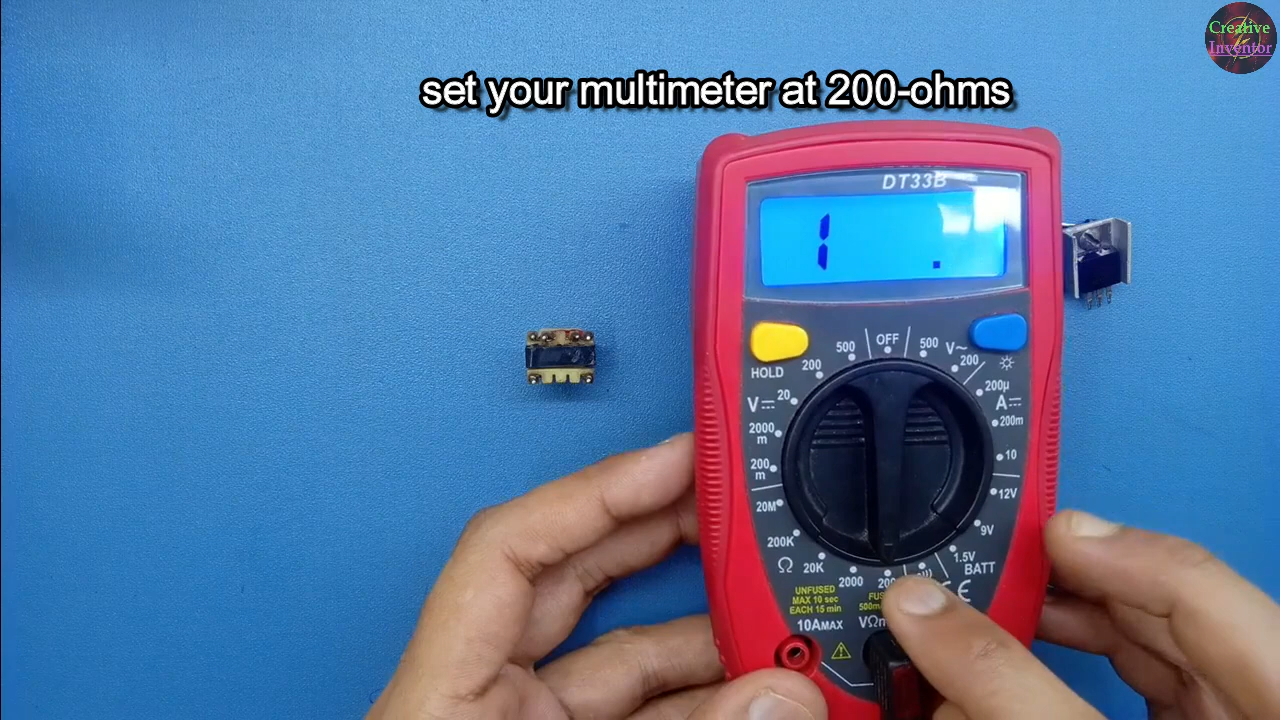 Creative
Inventor
set your multimeter at 200-ohms
DT33B
1 .
HOLD
OFF
500
500
V~
200
200
200µ
V
20
A
2000
m
200m
200
m
10
12V
20M
9V
200K
1.5V
BATT
Ω
20K
2000
200
UNFUSED
MAX 10 sec
EACH 15 min
10AMAX
CE